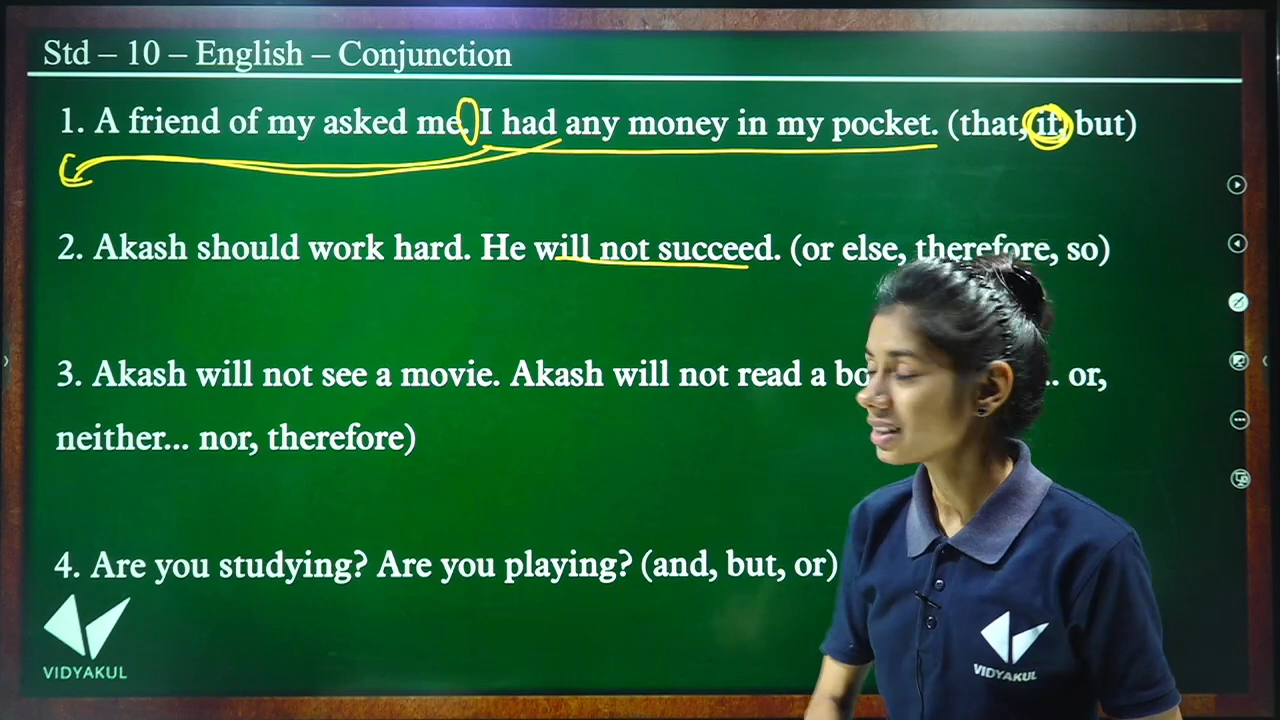 Std – 10 – English – Conjunction
1. A friend of my asked me. I had any money in my pocket. (that, if, but)
2. Akash should work hard. He will not succeed. (or else, therefore, so)
3. Akash will not see a movie. Akash will not read a .. or,
neither... nor, therefore)
4. Are you studying? Are you playing? (and, but, or)
VIDYAKUL
VIDYAKUL